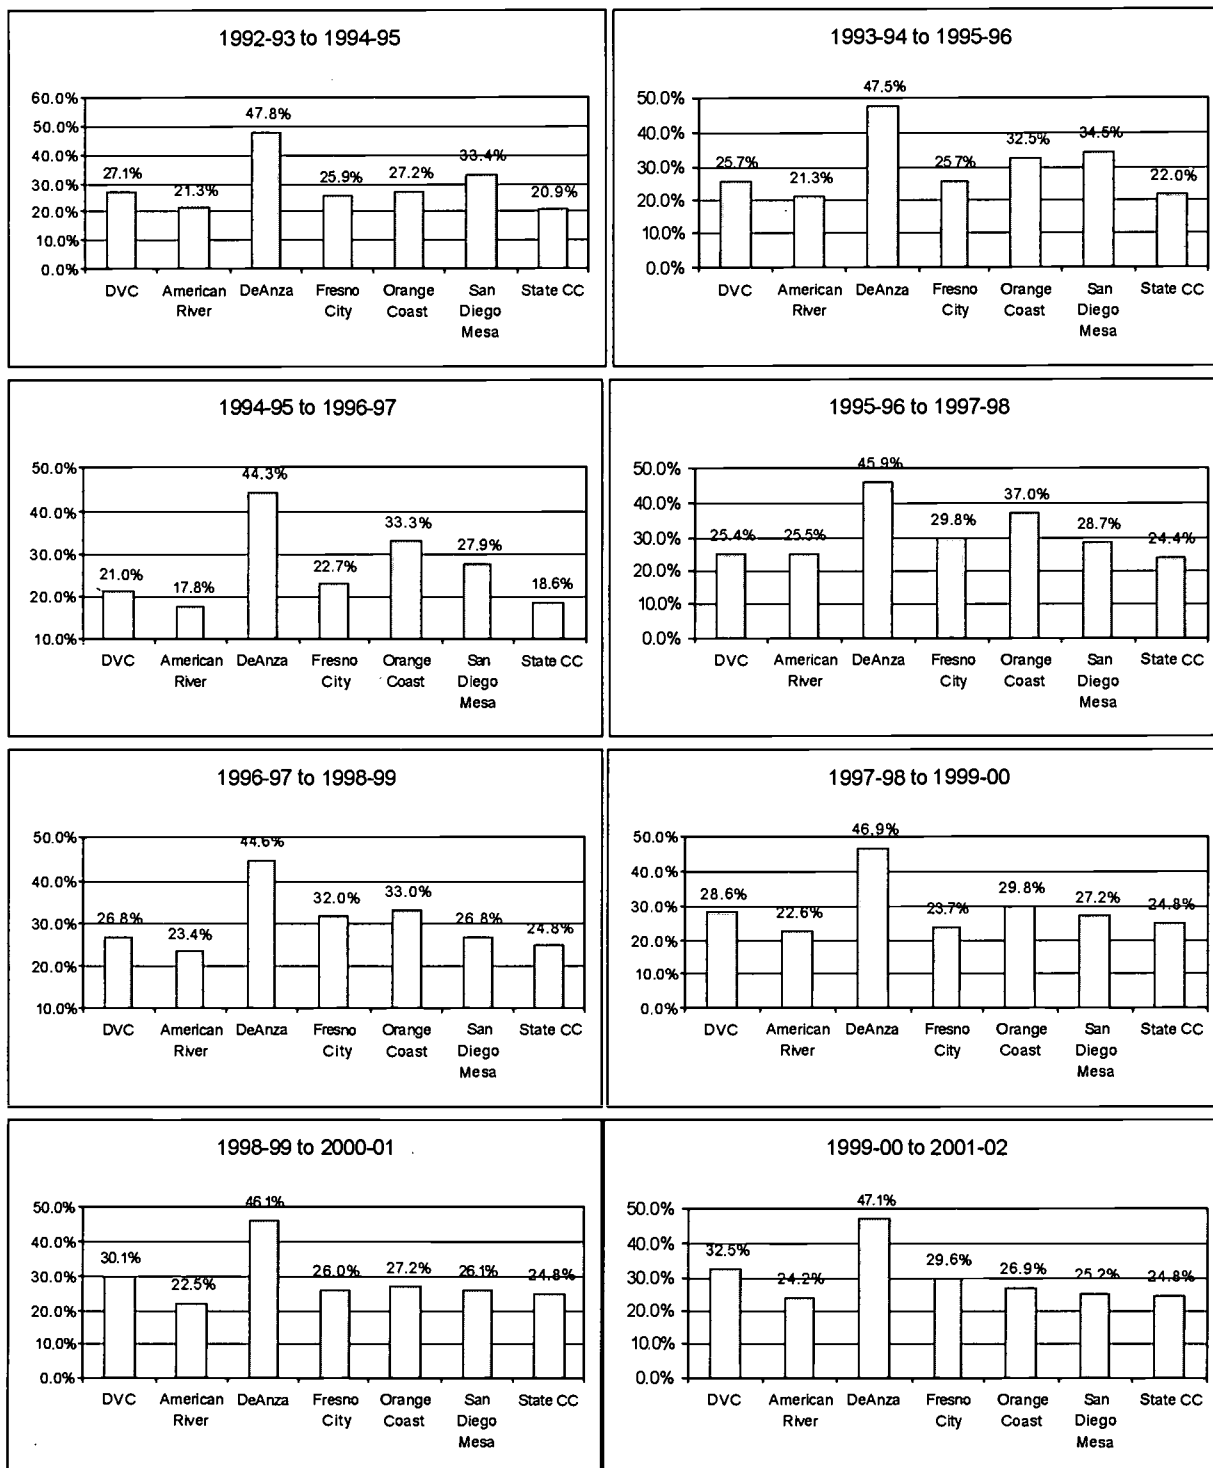 1992-93 to 1994-95
60.0%
50.0%
40.0%
30.0%
20.0%
10.0%
0.0%
27.1%
21.3%
47.8%
25.9%
27.2%
33.4%
20.9%
DVC
American River
DeAnza
Fresno City
Orange Coast
San Diego Mesa
State CC
1993-94 to 1995-96
50.0%
40.0%
30.0%
20.0%
10.0%
0.0%
25.7%
21.3%
47.5%
25.7%
32.5%
34.5%
22.0%
DVC
American River
DeAnza
Fresno City
Orange Coast
San Diego Mesa
State CC
1994-95 to 1996-97
50.0%
40.0%
30.0%
20.0%
10.0%
21.0%
17.8%
44.3%
22.7%
33.3%
27.9%
18.6%
DVC
American River
DeAnza
Fresno City
Orange Coast
San Diego Mesa
State CC
1995-96 to 1997-98
50.0%
40.0%
30.0%
20.0%
10.0%
0.0%
25.4%
25.5%
45.9%
29.8%
37.0%
28.7%
24.4%
DVC
American River
DeAnza
Fresno City
Orange Coast
San Diego Mesa
State CC
1996-97 to 1998-99
50.0%
40.0%
30.0%
20.0%
10.0%
26.8%
23.4%
44.6%
32.0%
33.0%
26.8%
24.8%
DVC
American River
DeAnza
Fresno City
Orange Coast
San Diego Mesa
State CC
1997-98 to 1999-00
50.0%
40.0%
30.0%
20.0%
10.0%
0.0%
28.6%
22.6%
46.9%
23.7%
29.8%
27.2%
24.8%
DVC
American River
DeAnza
Fresno City
Orange Coast
San Diego Mesa
State CC
1998-99 to 2000-01
50.0%
40.0%
30.0%
20.0%
10.0%
0.0%
30.1%
22.5%
46.1%
26.0%
27.2%
26.1%
24.8%
DVC
American River
DeAnza
Fresno City
Orange Coast
San Diego Mesa
State CC
1999-00 to 2001-02
50.0%
40.0%
30.0%
20.0%
10.0%
0.0%
32.5%
24.2%
47.1%
29.6%
26.9%
25.2%
24.8%
DVC
American River
DeAnza
Fresno City
Orange Coast
San Diego Mesa
State CC